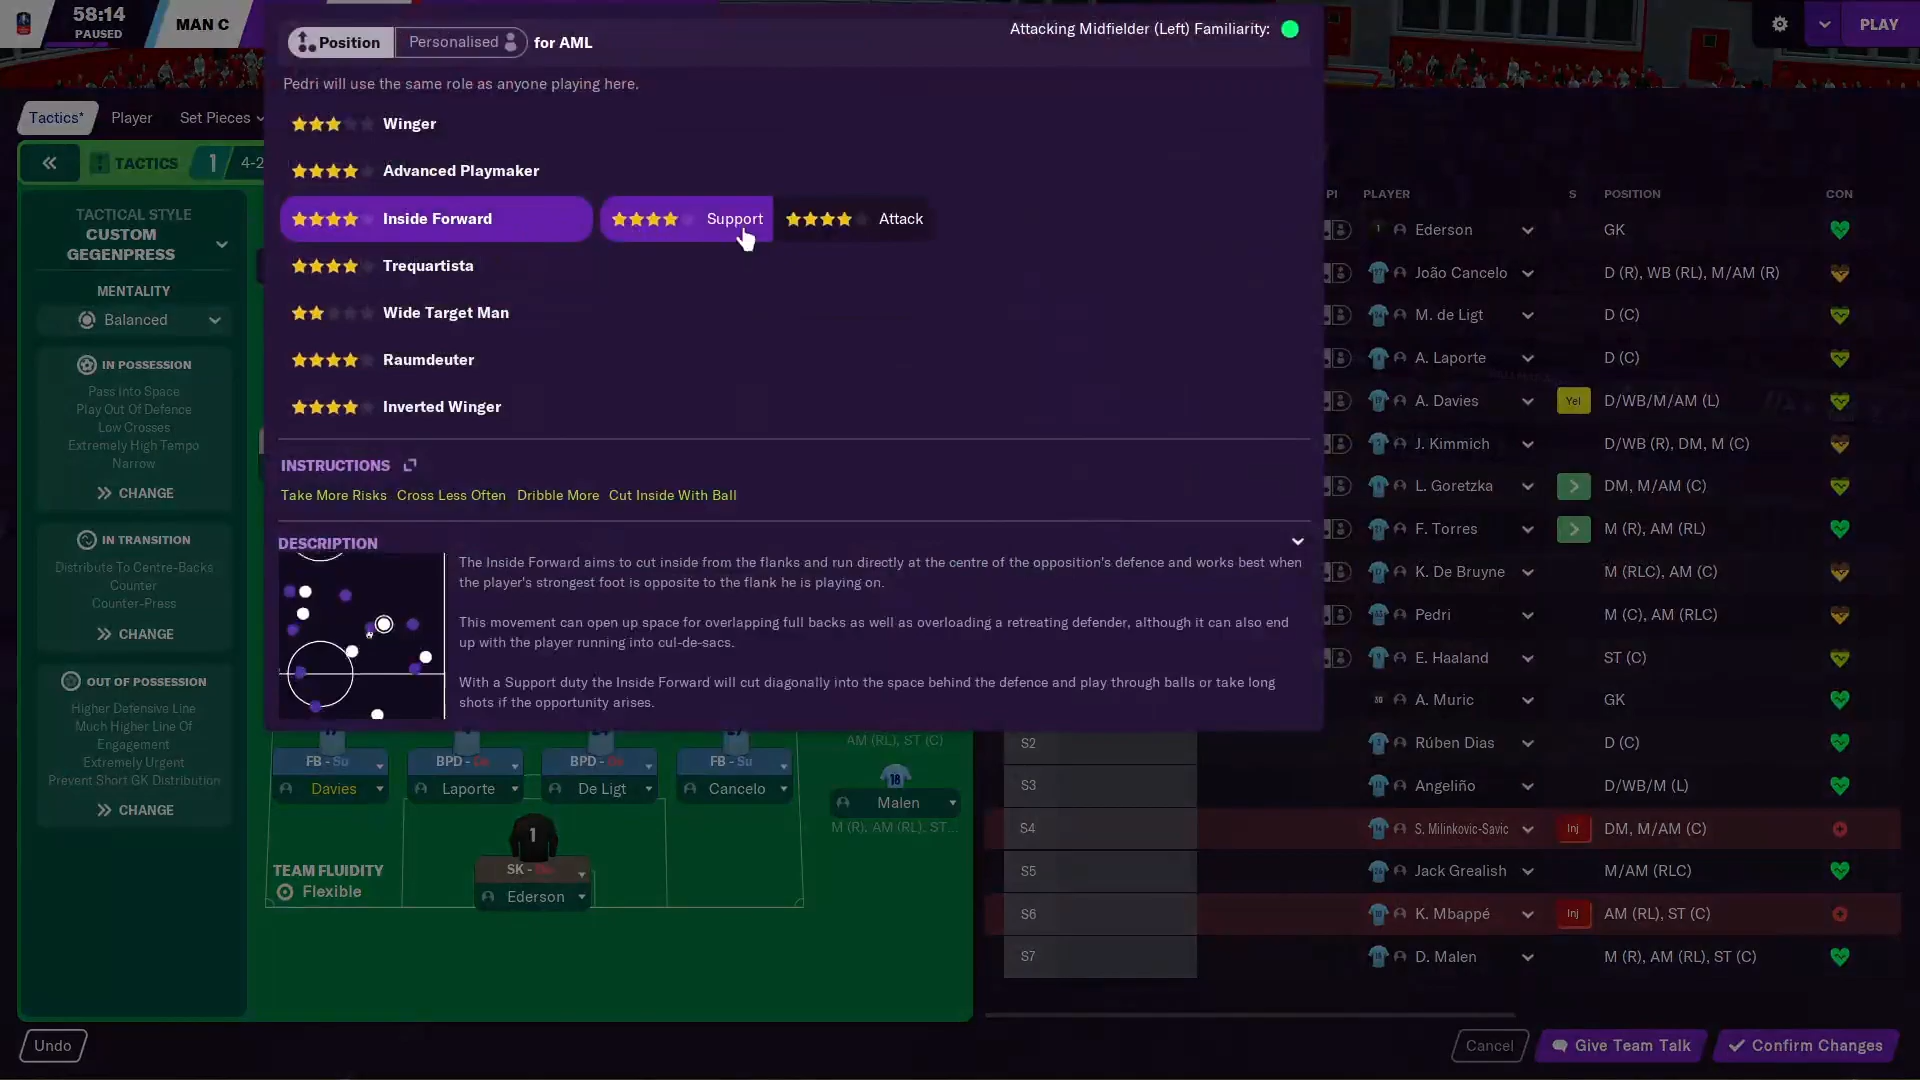 58:14
PAUSED
MAN C
PLAY
Position
Personalised
for AML
Attacking Midfielder (Left) Familiarity:
Pedri will use the same role as anyone playing here.
Winger
Advanced Playmaker
Inside Forward
Support
Attack
Trequartista
Wide Target Man
Raumdeuter
Inverted Winger
INSTRUCTIONS
Take More Risks Cross Less Often Dribble More Cut Inside With Ball
DESCRIPTION
The Inside Forward aims to cut inside from the flanks and run directly at the centre of the opposition's defence and works best when
the player's strongest foot is opposite to the flank he is playing on.
This movement can open up space for overlapping full backs as well as overloading a retreating defender, although it can also end
up with the player running into cul-de-sacs.
With a Support duty the Inside Forward will cut diagonally into the space behind the defence and play through balls or take long
shots if the opportunity arises.
Tactics*
Player
Set Pieces
TACTICS
1
4-2
TACTICAL STYLE
CUSTOM
GEGENPRESS
MENTALITY
Balanced
IN POSSESSION
Pass Into Space
Play Out Of Defence
Low Crosses
Extremely High Tempo
Narrow
CHANGE
IN TRANSITION
Distribute To Centre-Backs
Counter
Counter-Press
CHANGE
OUT OF POSSESSION
Higher Defensive Line
Much Higher Line Of
Engagement
Extremely Urgent
Prevent Short GK Distribution
CHANGE
FB - Su
BPD - De
BPD - De
FB - Su
Davies
Laporte
De Ligt
Cancelo
1
SK -
Ederson
TEAM FLUIDITY
Flexible
AM (RL), ST (C)
18
Malen
M (R), AM (RL), ST...
PI PLAYER S POSITION CON
1 Ederson GK
João Cancelo D (R), WB (RL), M/AM (R)
M. de Ligt D (C)
A. Laporte D (C)
A. Davies Yel D/WB/M/AM (L)
J. Kimmich D/WB (R), DM, M (C)
L. Goretzka DM, M/AM (C)
F. Torres M (R), AM (RL)
K. De Bruyne M (RLC), AM (C)
Pedri M (C), AM (RLC)
E. Haaland ST (C)
A. Muric GK
S2 Rúben Dias D (C)
S3 Angeliño D/WB/M (L)
S4 S. Milinkovic-Savic Inj DM, M/AM (C)
S5 Jack Grealish M/AM (RLC)
S6 K. Mbappé Inj AM (RL), ST (C)
S7 D. Malen M (R), AM (RL), ST (C)
Undo
Cancel
Give Team Talk
Confirm Changes